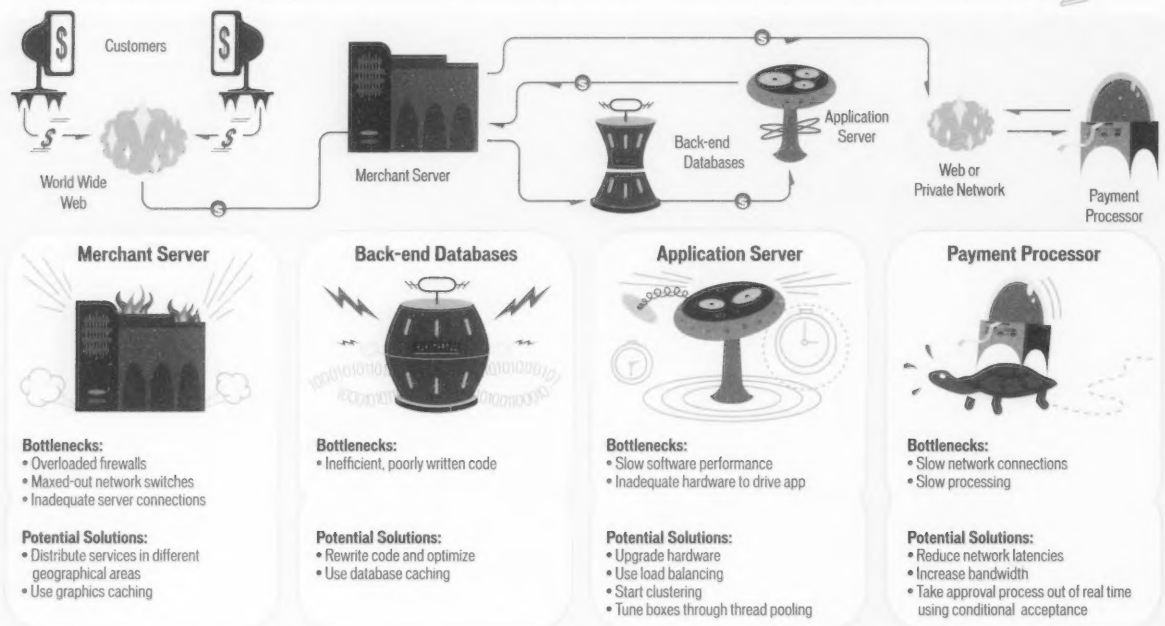 $
$
Customers
$
$
World Wide
Web
$
Merchant Server
$
$
Back-end
Databases
$
Application
Server
$
Web or
Private Network
Payment
Processor
Merchant Server
Bottlenecks:
• Overloaded firewalls
• Maxed-out network switches
• Inadequate server connections
Potential Solutions:
• Distribute services in different
geographical areas
• Use graphics caching
Back-end Databases
Bottlenecks:
• Inefficient, poorly written code
Potential Solutions:
• Rewrite code and optimize
• Use database caching
Application Server
Bottlenecks:
• Slow software performance
• Inadequate hardware to drive app
Potential Solutions:
• Upgrade hardware
• Use load balancing
• Start clustering
• Tune boxes through thread pooling
Payment Processor
Bottlenecks:
• Slow network connections
• Slow processing
Potential Solutions:
• Reduce network latencies
• Increase bandwidth
• Take approval process out of real time
using conditional acceptance